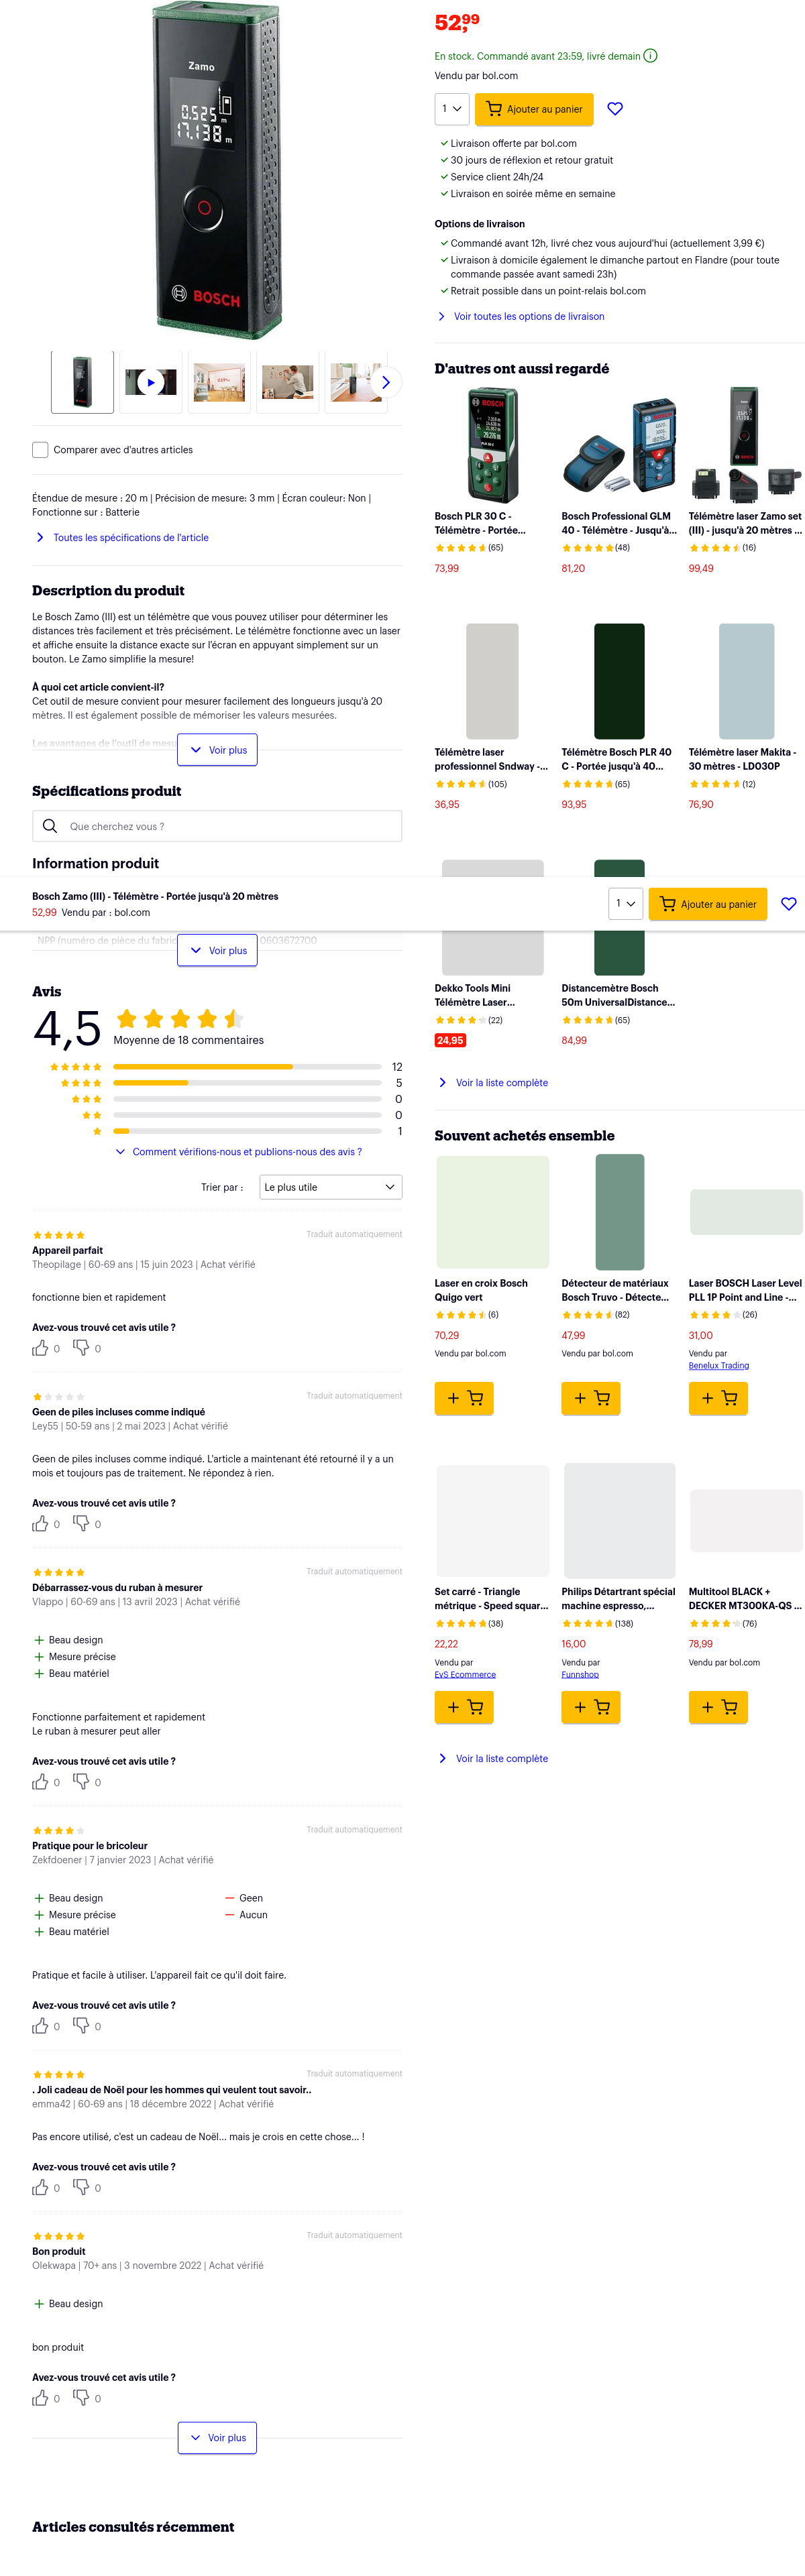 Zamo
0.525 m
17.138 m
BOSCH
Comparer avec d'autres articles
Étendue de mesure : 20 m | Précision de mesure: 3 mm | Écran couleur: Non |
Fonctionne sur : Batterie
Toutes les spécifications de l'article
Description du produit
Le Bosch Zamo (III) est un télémètre que vous pouvez utiliser pour déterminer les
distances très facilement et très précisément. Le télémètre fonctionne avec un laser
et affiche ensuite la distance exacte sur l'écran en appuyant simplement sur un
bouton. Le Zamo simplifie la mesure!
À quoi cet article convient-il?
Cet outil de mesure convient pour mesurer facilement des longueurs jusqu'à 20
mètres. Il est également possible de mémoriser les valeurs mesurées.
Les avantages de l'outil de mesu
Voir plus
Spécifications produit
Que cherchez vous ?
Information produit
Bosch Zamo (III) - Télémètre - Portée jusqu'à 20 mètres
52,99 Vendu par : bol.com
1
Ajouter au panier
NPP (numéro de pièce du fabric
0603672700
Voir plus
Avis
4,5
Moyenne de 18 commentaires
12
5
0
0
1
Comment vérifions-nous et publions-nous des avis ?
Trier par :
Le plus utile
Traduit automatiquement
Appareil parfait
Theopilage | 60-69 ans | 15 juin 2023 | Achat vérifié
fonctionne bien et rapidement
Avez-vous trouvé cet avis utile ?
0 0
Traduit automatiquement
Geen de piles incluses comme indiqué
Ley55 | 50-59 ans | 2 mai 2023 | Achat vérifié
Geen de piles incluses comme indiqué. L'article a maintenant été retourné il y a un
mois et toujours pas de traitement. Ne répondez à rien.
Avez-vous trouvé cet avis utile ?
0 0
Traduit automatiquement
Débarrassez-vous du ruban à mesurer
Vlappo | 60-69 ans | 13 avril 2023 | Achat vérifié
Beau design
Mesure précise
Beau matériel
Fonctionne parfaitement et rapidement
Le ruban à mesurer peut aller
Avez-vous trouvé cet avis utile ?
0 0
Traduit automatiquement
Pratique pour le bricoleur
Zekfdoener | 7 janvier 2023 | Achat vérifié
Beau design
Mesure précise
Beau matériel
Geen
Aucun
Pratique et facile à utiliser. L'appareil fait ce qu'il doit faire.
Avez-vous trouvé cet avis utile ?
0 0
Traduit automatiquement
. Joli cadeau de Noël pour les hommes qui veulent tout savoir..
emma42 | 60-69 ans | 18 décembre 2022 | Achat vérifié
Pas encore utilisé, c'est un cadeau de Noël... mais je crois en cette chose... !
Avez-vous trouvé cet avis utile ?
0 0
Traduit automatiquement
Bon produit
Olekwapa | 70+ ans | 3 novembre 2022 | Achat vérifié
Beau design
bon produit
Avez-vous trouvé cet avis utile ?
0 0
Voir plus
Articles consultés récemment
52,99
En stock. Commandé avant 23:59, livré demain
Vendu par bol.com
1
Ajouter au panier
Livraison offerte par bol.com
30 jours de réflexion et retour gratuit
Service client 24h/24
Livraison en soirée même en semaine
Options de livraison
Commandé avant 12h, livré chez vous aujourd'hui (actuellement 3,99 €)
Livraison à domicile également le dimanche partout en Flandre (pour toute
commande passée avant samedi 23h)
Retrait possible dans un point-relais bol.com
Voir toutes les options de livraison
D'autres ont aussi regardé
Bosch PLR 30 C -
Télémètre - Portée...
(65)
73,99
Bosch Professional GLM
40 - Télémètre - Jusqu'à...
(48)
81,20
Télémètre laser Zamo set
(III) - jusqu'à 20 mètres ...
(16)
99,49
Télémètre laser
professionnel Sndway -...
(105)
36,95
Télémètre Bosch PLR 40
C - Portée jusqu'à 40...
(65)
93,95
Télémètre laser Makita -
30 mètres - LD030P
(12)
76,90
Dekko Tools Mini
Télémètre Laser...
(22)
24,95
Distancemètre Bosch
50m UniversalDistance...
(65)
84,99
Voir la liste complète
Souvent achetés ensemble
Laser en croix Bosch
Quigo vert
(6)
70,29
Vendu par bol.com
Détecteur de matériaux
Bosch Truvo - Détecte...
(82)
47,99
Vendu par bol.com
Laser BOSCH Laser Level
PLL 1P Point and Line -...
(26)
31,00
Vendu par
Benelux Trading
Set carré - Triangle
métrique - Speed squar...
(38)
22,22
Vendu par
EvS Ecommerce
Philips Détartrant spécial
machine espresso,...
(138)
16,00
Vendu par
Funnshop
Multitool BLACK +
DECKER MT300KA-QS ...
(76)
78,99
Vendu par bol.com
Voir la liste complète